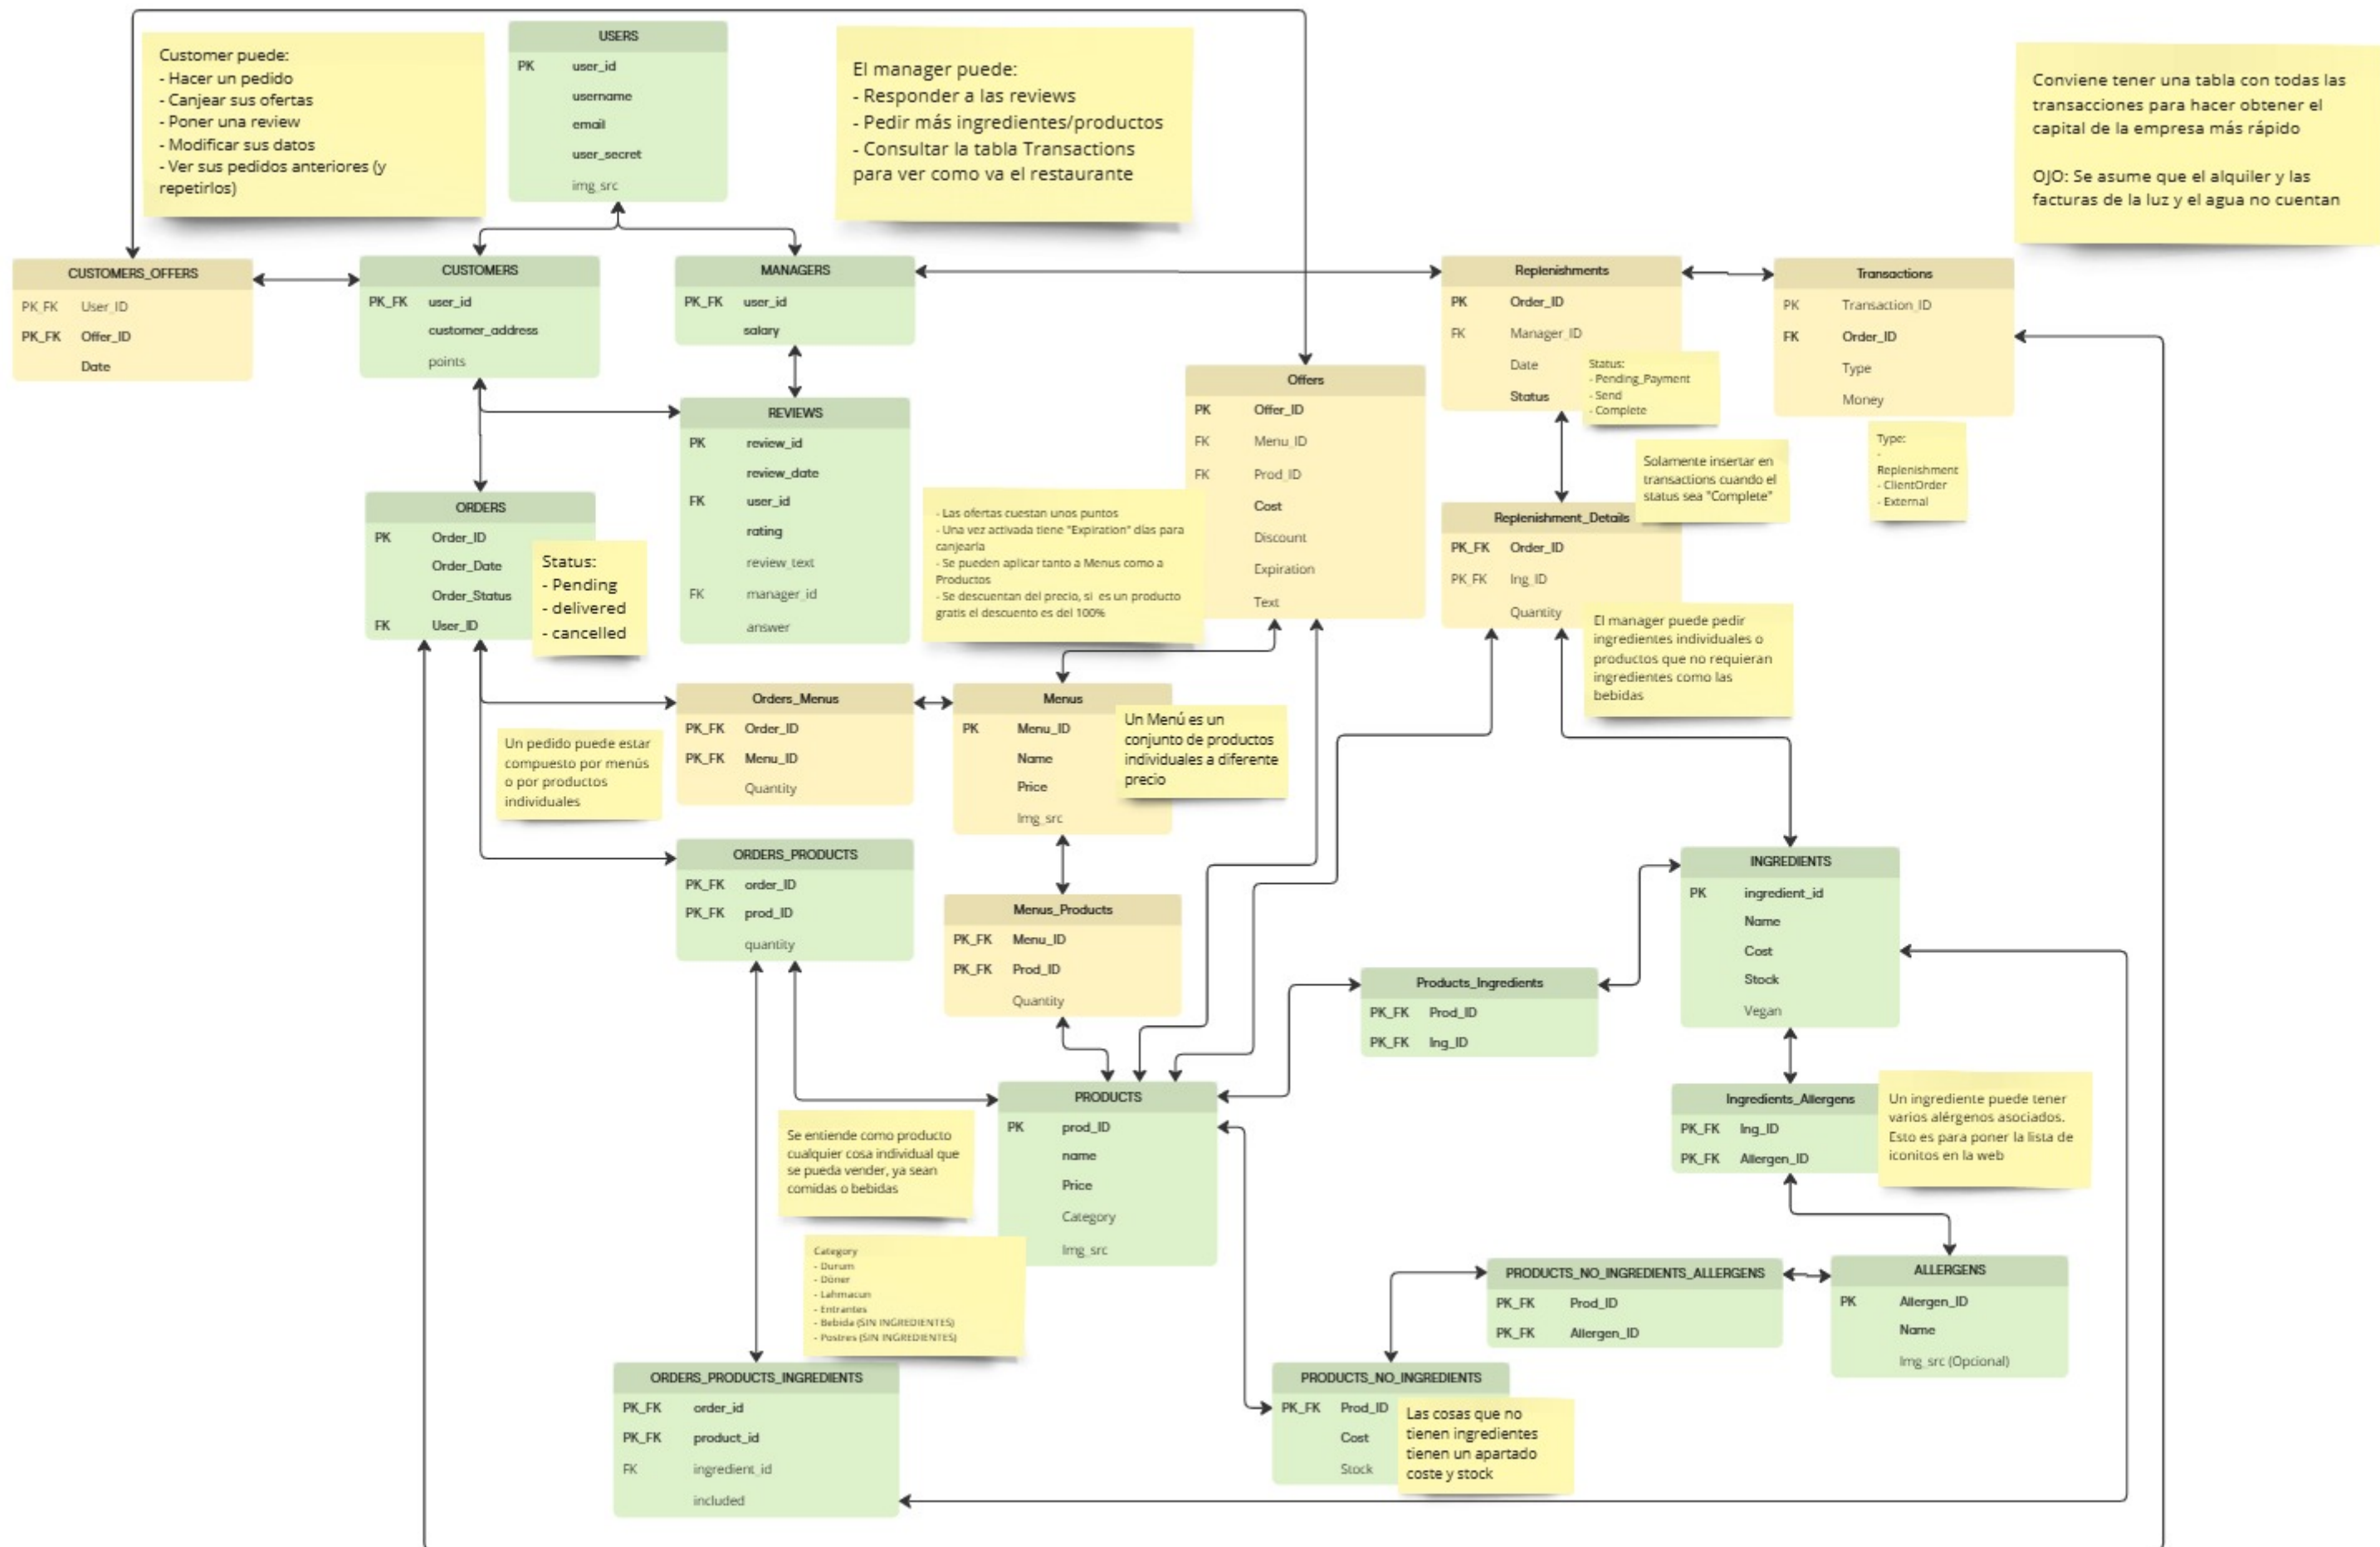 Customer puede:
- Hacer un pedido
- Canjear sus ofertas
- Poner una review
- Modificar sus datos
- Ver sus pedidos anteriores (y
repetirlos)
USERS
PK user_id
username
email
user_secret
img_src
El manager puede:
- Responder a las reviews
- Pedir más ingredientes/productos
- Consultar la tabla Transactions
para ver como va el restaurante
Conviene tener una tabla con todas las
transacciones para hacer obtener el
capital de la empresa más rápido
OJO: Se asume que el alquiler y las
facturas de la luz y el agua no cuentan
CUSTOMERS_OFFERS
PK_FK User_ID
PK_FK Offer_ID
Date
CUSTOMERS
PK_FK user_id
customer_address
points
MANAGERS
PK_FK user_id
salary
Replenishments
PK Order_ID
FK Manager_ID
Date
Status
Status:
- Pending_Payment
- Send
- Complete
Transactions
PK Transaction_ID
FK Order_ID
Type
Money
Type:
-
Replenishment
- ClientOrder
- External
Offers
PK Offer_ID
FK Menu_ID
FK Prod_ID
Cost
Discount
Expiration
Text
REVIEWS
PK review_id
review_date
FK user_id
rating
review_text
FK manager_id
answer
- Las ofertas cuestan unos puntos
- Una vez activada tiene "Expiration" días para
canjearla
- Se pueden aplicar tanto a Menus como a
Productos
- Se descuentan del precio, si es un producto
gratis el descuento es del 100%
Solamente insertar en
transactions cuando el
status sea "Complete"
ORDERS
PK Order_ID
Order_Date
Order_Status
FK User_ID
Status:
- Pending
- delivered
- cancelled
Replenishment_Details
PK_FK Order_ID
PK_FK Ing_ID
Quantity
El manager puede pedir
ingredientes individuales o
productos que no requieran
ingredientes como las
bebidas
Orders_Menus
PK_FK Order_ID
PK_FK Menu_ID
Quantity
Menus
PK Menu_ID
Name
Price
Img_src
Un Menú es un
conjunto de productos
individuales a diferente
precio
Un pedido puede estar
compuesto por menús
o por productos
individuales
ORDERS_PRODUCTS
PK_FK order_ID
PK_FK prod_ID
quantity
Menus_Products
PK_FK Menu_ID
PK_FK Prod_ID
Quantity
INGREDIENTS
PK ingredient_id
Name
Cost
Stock
Vegan
Products_Ingredients
PK_FK Prod_ID
PK_FK Ing_ID
PRODUCTS
PK prod_ID
name
Price
Category
Img_src
Ingredients_Allergens
PK_FK Ing_ID
PK_FK Allergen_ID
Un ingrediente puede tener
varios alérgenos asociados.
Esto es para poner la lista de
iconitos en la web
Se entiende como producto
cualquier cosa individual que
se pueda vender, ya sean
comidas o bebidas
Category
- Durum
- Döner
- Lahmacun
- Entrantes
- Bebida (SIN INGREDIENTES)
- Postres (SIN INGREDIENTES)
PRODUCTS_NO_INGREDIENTS_ALLERGENS
PK_FK Prod_ID
PK_FK Allergen_ID
ALLERGENS
PK Allergen_ID
Name
Img_src (Opcional)
ORDERS_PRODUCTS_INGREDIENTS
PK_FK order_id
PK_FK product_id
FK ingredient_id
included
PRODUCTS_NO_INGREDIENTS
PK_FK Prod_ID
Cost
Stock
Las cosas que no
tienen ingredientes
tienen un apartado
coste y stock